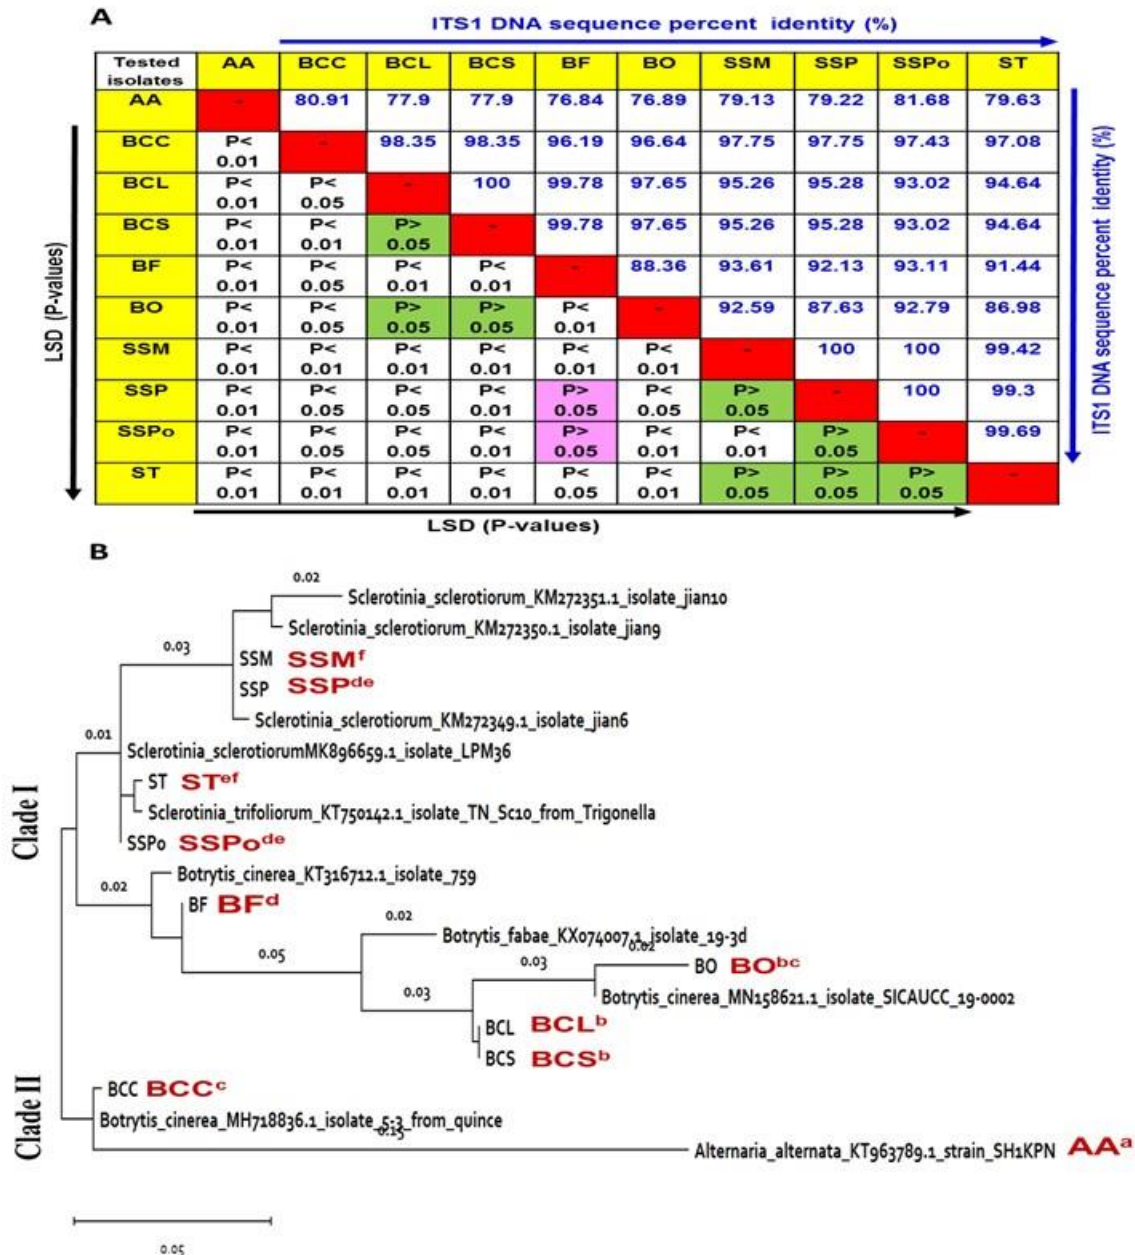 A
ITS1 DNA sequence percent identity (%)
Tested isolates AA BCC BCL BCS BF BO SSM SSP SSPo ST
AA - 80.91 77.9 77.9 76.84 76.89 79.13 79.22 81.68 79.63
BCC P< 0.01 - 98.35 98.35 96.19 96.64 97.75 97.75 97.43 97.08
BCL P< 0.01 P< 0.05 - 100 99.78 97.65 95.26 95.28 93.02 94.64
BCS P< 0.01 P< 0.01 P> 0.05 - 99.78 97.65 95.26 95.28 93.02 94.64
BF P< 0.01 P< 0.05 P< 0.01 P< 0.01 - 88.36 93.61 92.13 93.11 91.44
BO P< 0.01 P< 0.05 P> 0.05 P> 0.05 P< 0.01 - 92.59 87.63 92.79 86.98
SSM P< 0.01 P< 0.01 P< 0.01 P< 0.01 P< 0.01 P< 0.01 - 100 100 99.42
SSP P< 0.01 P< 0.05 P< 0.05 P< 0.01 P> 0.05 P< 0.05 P> 0.05 - 100 99.3
SSPo P< 0.01 P< 0.05 P< 0.05 P< 0.01 P> 0.05 P< 0.01 P< 0.01 P> 0.05 - 99.69
ST P< 0.01 P< 0.01 P< 0.01 P< 0.01 P< 0.05 P< 0.01 P> 0.05 P> 0.05 P> 0.05 -
LSD (P-values)
ITS1 DNA sequence percent identity (%)
LSD (P-values)
B
0.02
Sclerotinia_sclerotiorum_KM272351.1_isolate_jian10
Sclerotinia_sclerotiorum_KM272350.1_isolate_jian9
0.03
SSM SSMf
SSP SSPde
Sclerotinia_sclerotiorum_KM272349.1_isolate_jian6
0.01
Sclerotinia_sclerotiorumMK896659.1_isolate_LPM36
ST STef
Sclerotinia_trifoliorum_KT750142.1_isolate_TN_Sc10_from_Trigonella
SSPo SSPode
Clade I
Botrytis_cinerea_KT316712.1_isolate_759
0.02
BF BFd
0.02
Botrytis_fabae_KX074007.1_isolate_19-3d
0.02
0.05
0.03
BO BObc
0.03
Botrytis_cinerea_MN158621.1_isolate_SICAUCC_19-0002
BCL BCLb
BCS BCSb
Clade II
BCC BCCc
Botrytis_cinerea_MH718836.1_isolate_5-3_from_quince
0.15
Alternaria_alternata_KT963789.1_strain_SH1KPN AAa
0.05